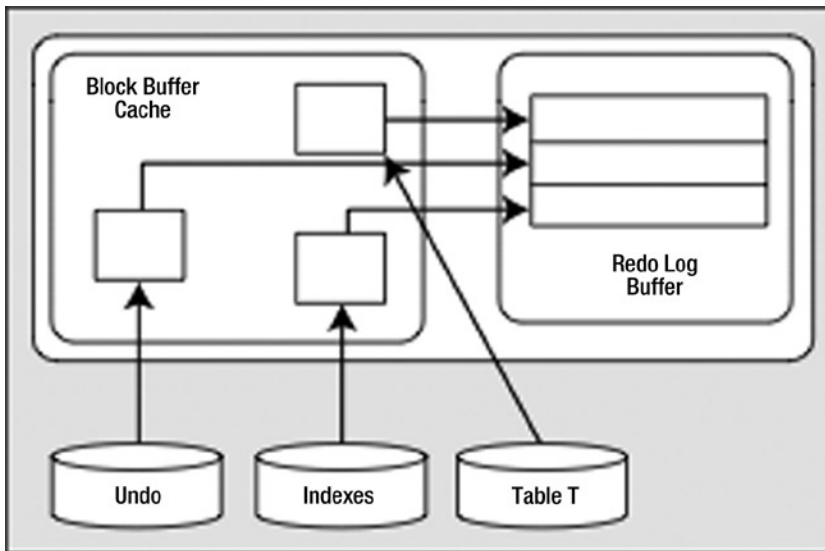 Block Buffer
Cache
Redo Log
Buffer
Undo
Indexes
Table T